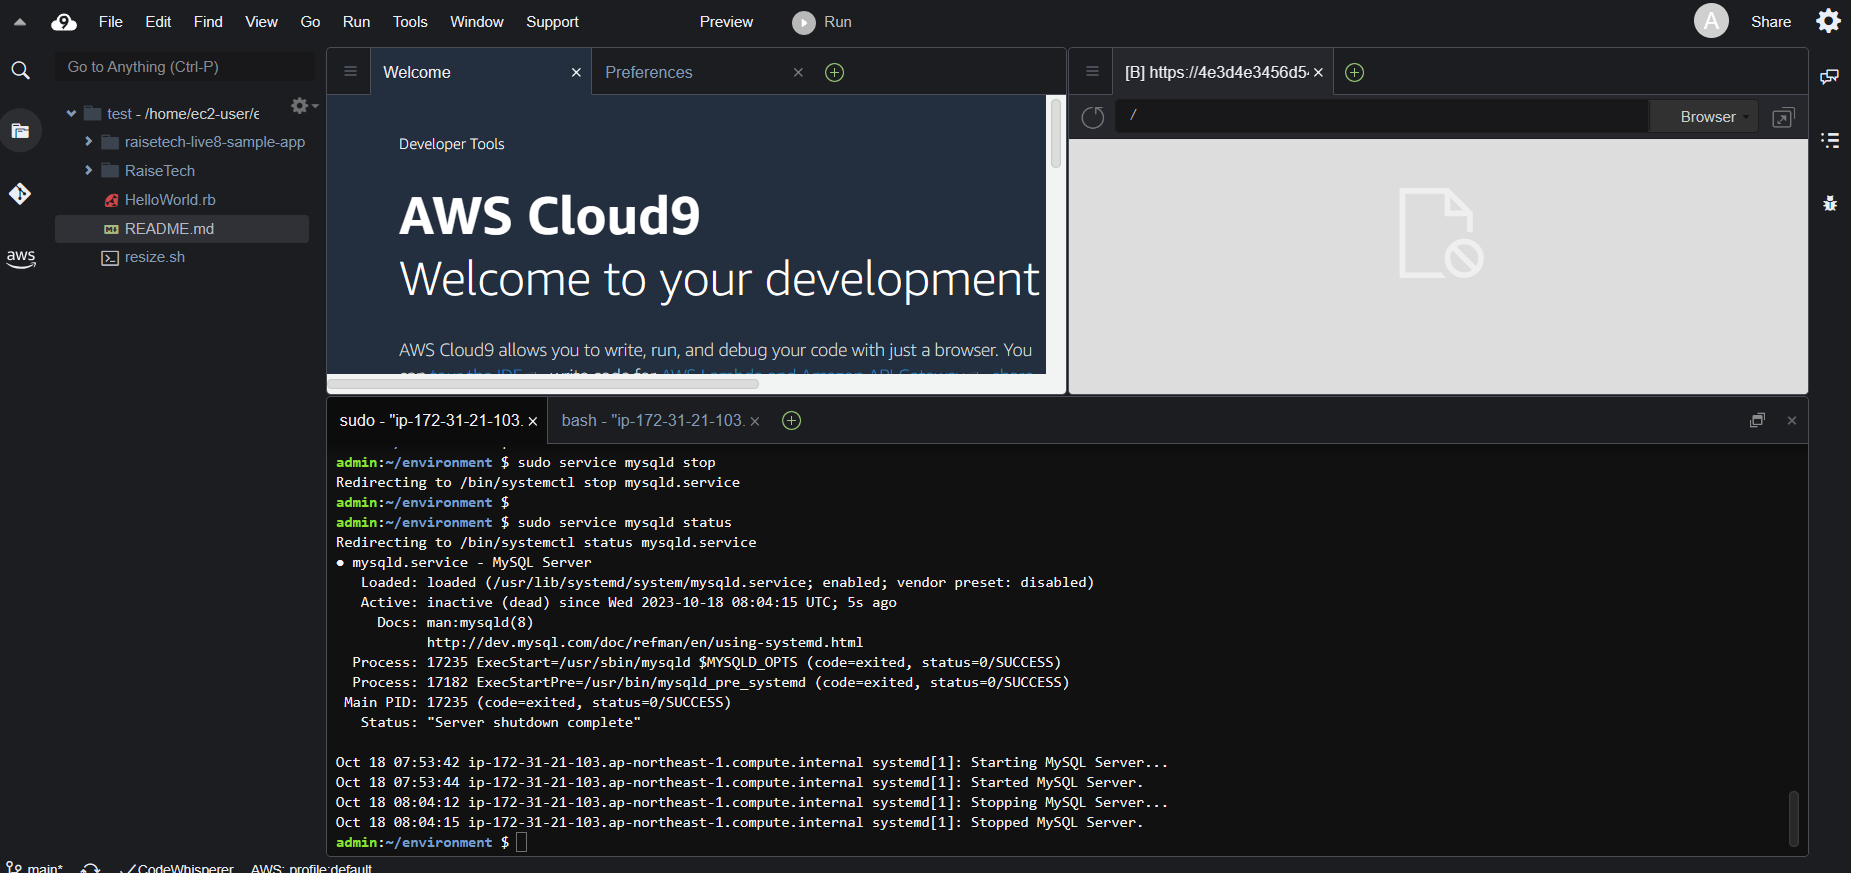 File Edit Find View Go Run Tools Window Support Preview Run A Share
Go to Anything (Ctrl-P)
test - /home/ec2-user/e
raisetech-live8-sample-app
RaiseTech
HelloWorld.rb
README.md
resize.sh
aws
Welcome
Preferences
Developer Tools
AWS Cloud9
Welcome to your development
AWS Cloud9 allows you to write, run, and debug your code with just a browser. You
can tour the IDE, write code for AWS Lambda and Amazon API Gateway, share
[B] https://4e3d4e3456d5
/
Browser
sudo - "ip-172-31-21-103.
bash - "ip-172-31-21-103.
admin:~/environment $ sudo service mysqld stop
Redirecting to /bin/systemctl stop mysqld.service
admin:~/environment $
admin:~/environment $ sudo service mysqld status
Redirecting to /bin/systemctl status mysqld.service
● mysqld.service - MySQL Server
Loaded: loaded (/usr/lib/systemd/system/mysqld.service; enabled; vendor preset: disabled)
Active: inactive (dead) since Wed 2023-10-18 08:04:15 UTC; 5s ago
Docs: man:mysqld(8)
http://dev.mysql.com/doc/refman/en/using-systemd.html
Process: 17235 ExecStart=/usr/sbin/mysqld $MYSQLD_OPTS (code=exited, status=0/SUCCESS)
Process: 17182 ExecStartPre=/usr/bin/mysqld_pre_systemd (code=exited, status=0/SUCCESS)
Main PID: 17235 (code=exited, status=0/SUCCESS)
Status: "Server shutdown complete"
Oct 18 07:53:42 ip-172-31-21-103.ap-northeast-1.compute.internal systemd[1]: Starting MySQL Server...
Oct 18 07:53:44 ip-172-31-21-103.ap-northeast-1.compute.internal systemd[1]: Started MySQL Server.
Oct 18 08:04:12 ip-172-31-21-103.ap-northeast-1.compute.internal systemd[1]: Stopping MySQL Server...
Oct 18 08:04:15 ip-172-31-21-103.ap-northeast-1.compute.internal systemd[1]: Stopped MySQL Server.
admin:~/environment $
main* CodeWhisperer AWS: profile:default